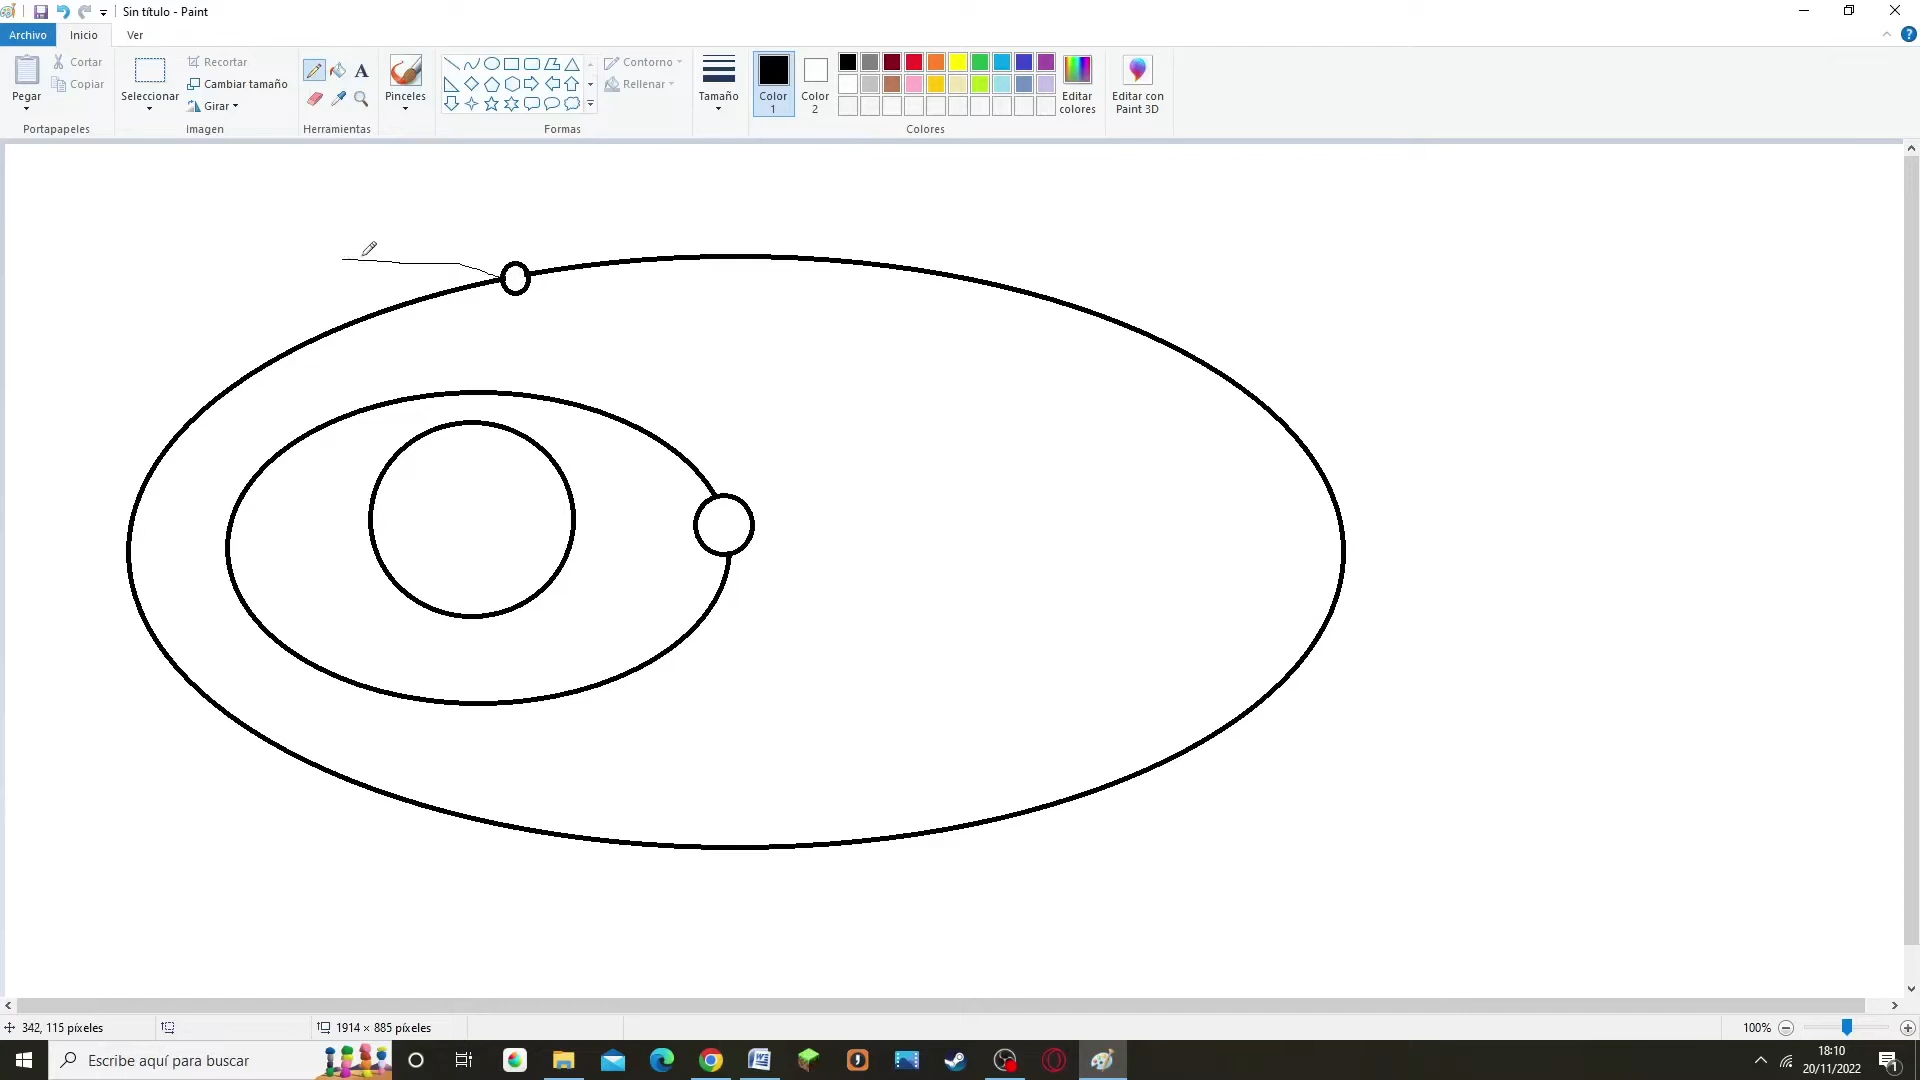 Sin título - Paint
Archivo Inicio Ver
Pegar
Cortar
Copiar
Portapapeles
Seleccionar
Recortar
Cambiar tamaño
Girar
Imagen
A
Herramientas
Pinceles
Contorno
Rellenar
Formas
Tamaño
Color 1
Color 2
Editar colores
Colores
Editar con Paint 3D
342, 115 píxeles
1914 × 885 píxeles
100%
Escribe aquí para buscar
18:10
20/11/2022
1